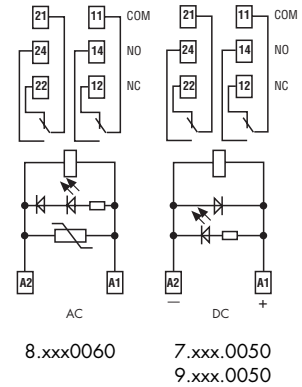 21 11 COM 21 11 COM
24 14 NO 24 14 NO
22 12 NC 22 12 NC
A2 A1 A2 A1
— +
AC DC
8.xxx0060 7.xxx.0050
9.xxx.0050